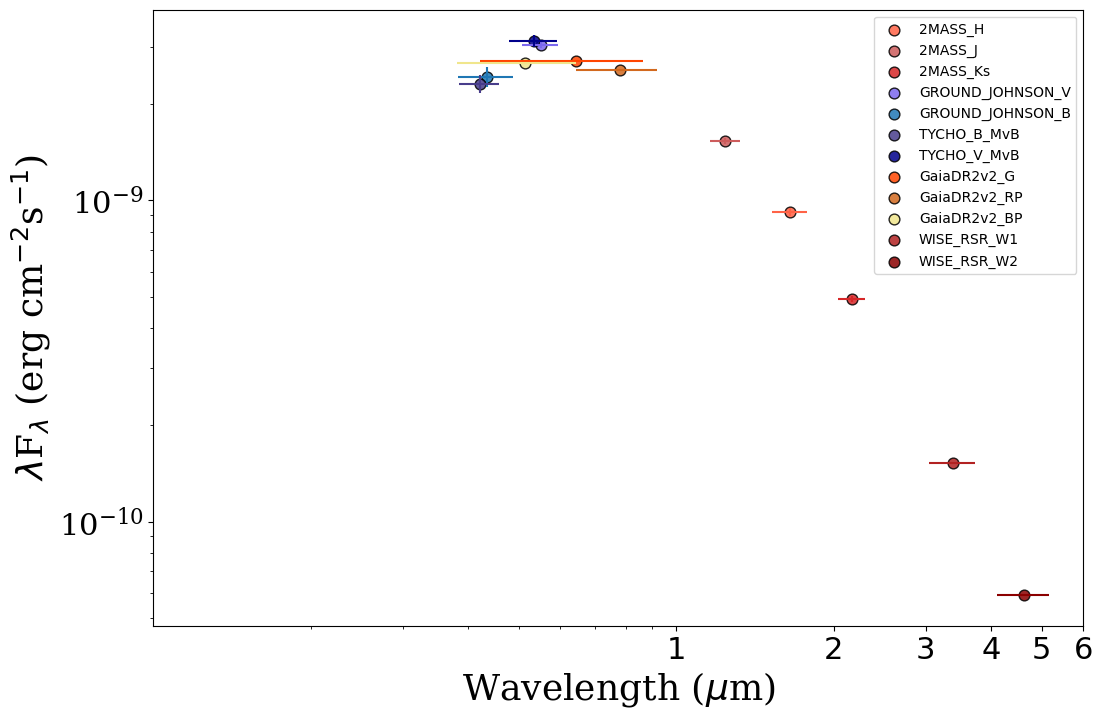 2MASS_H
2MASS_J
2MASS_Ks
GROUND_JOHNSON_V
GROUND_JOHNSON_B
TYCHO_B_MvB
TYCHO_V_MvB
GaiaDR2v2_G
GaiaDR2v2_RP
GaiaDR2v2_BP
WISE_RSR_W1
WISE_RSR_W2
λF_λ (erg cm⁻²s⁻¹)
10⁻⁹
10⁻¹⁰
1 2 3 4 5 6
Wavelength (μm)